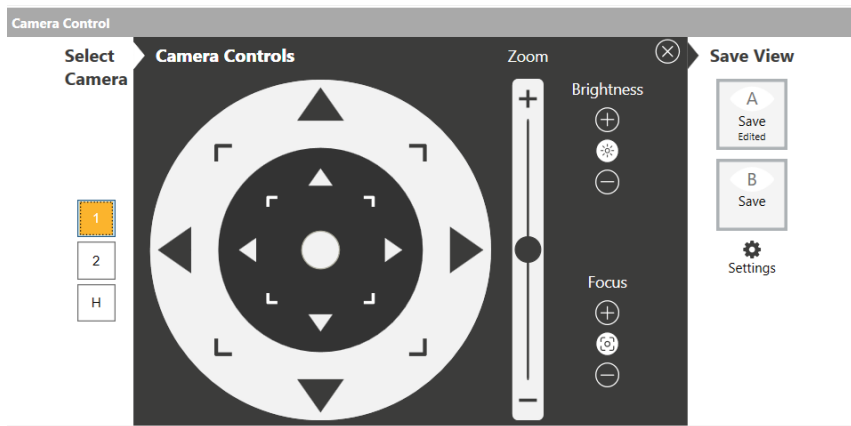 Camera Control
Select
Camera
1
2
H
Camera Controls
Zoom
Brightness
Focus
Save View
A
Save
Edited
B
Save
Settings